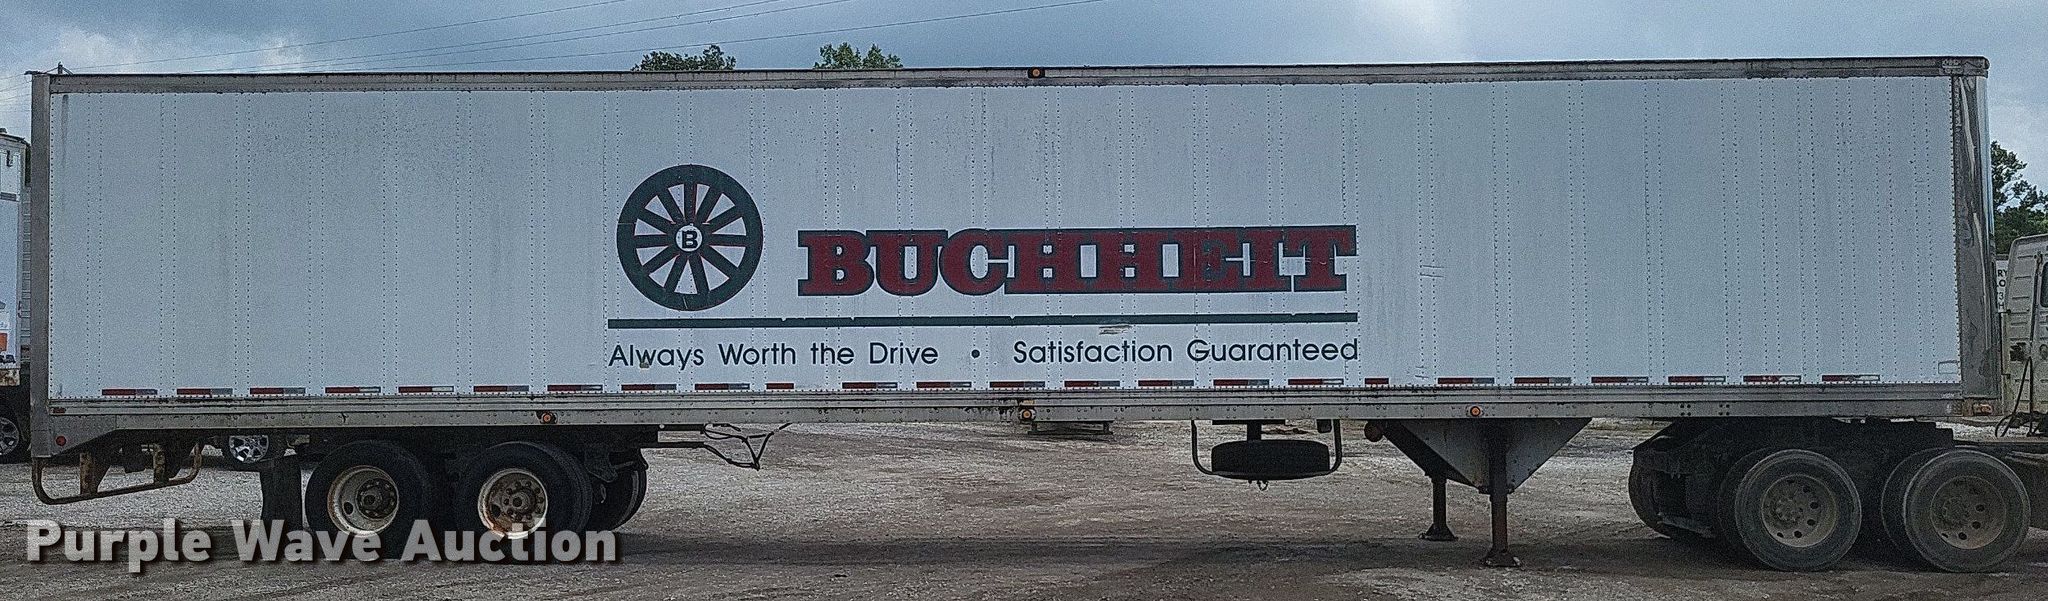 B
BUCHHEIT
Always Worth the Drive • Satisfaction Guaranteed
Purple Wave Auction